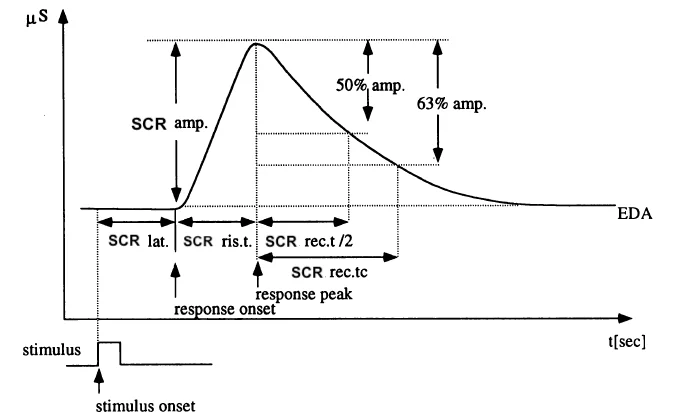 μS
50% amp.
63% amp.
SCR amp.
EDA
SCR lat.
SCR ris.t.
SCR rec.t /2
SCR rec.tc
response peak
response onset
t[sec]
stimulus
stimulus onset